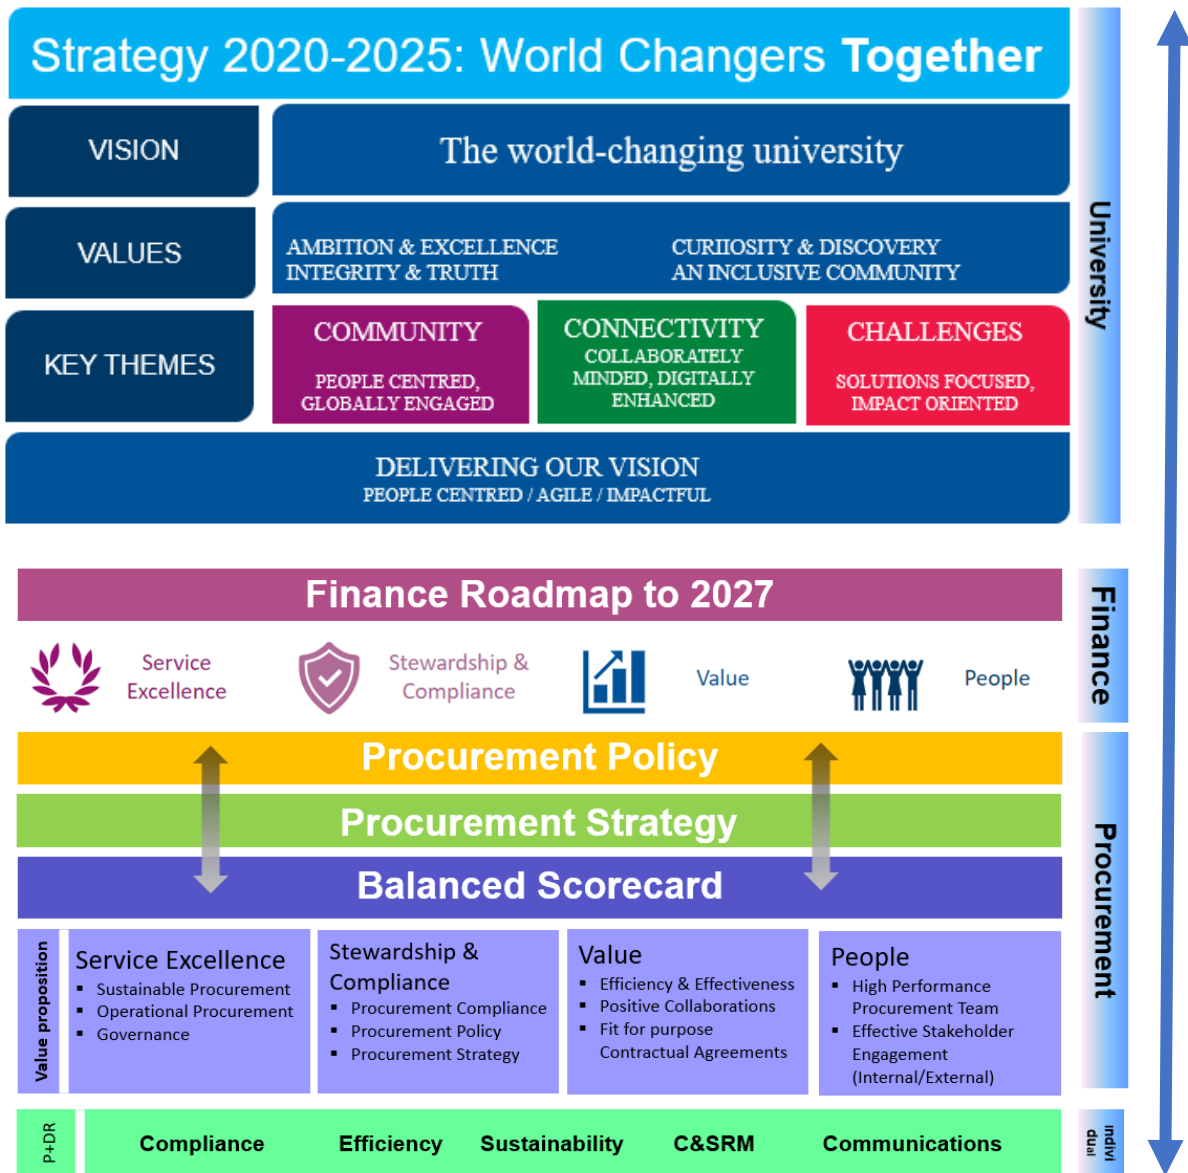 Strategy 2020-2025: World Changers Together
VISION
The world-changing university
VALUES
AMBITION & EXCELLENCE
INTEGRITY & TRUTH
CURIIOSITY & DISCOVERY
AN INCLUSIVE COMMUNITY
KEY THEMES
COMMUNITY
PEOPLE CENTRED,
GLOBALLY ENGAGED
CONNECTIVITY
COLLABORATELY
MINDED, DIGITALLY
ENHANCED
CHALLENGES
SOLUTIONS FOCUSED,
IMPACT ORIENTED
DELIVERING OUR VISION
PEOPLE CENTRED / AGILE / IMPACTFUL
University
Finance Roadmap to 2027
Service
Excellence
Stewardship &
Compliance
Value
People
Finance
Procurement Policy
Procurement Strategy
Balanced Scorecard
Value proposition
Service Excellence
▪ Sustainable Procurement
▪ Operational Procurement
▪ Governance
Stewardship &
Compliance
▪ Procurement Compliance
▪ Procurement Policy
▪ Procurement Strategy
Value
▪ Efficiency & Effectiveness
▪ Positive Collaborations
▪ Fit for purpose
Contractual Agreements
People
▪ High Performance
Procurement Team
▪ Effective Stakeholder
Engagement
(Internal/External)
Procurement
P+DR
Compliance
Efficiency
Sustainability
C&SRM
Communications
Indivi
dual